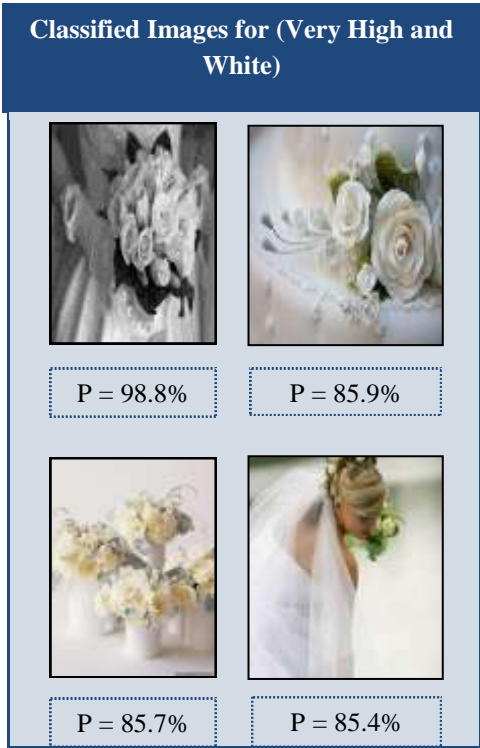 Classified Images for (Very High and
White)
P = 98.8%
P = 85.9%
P = 85.7%
P = 85.4%